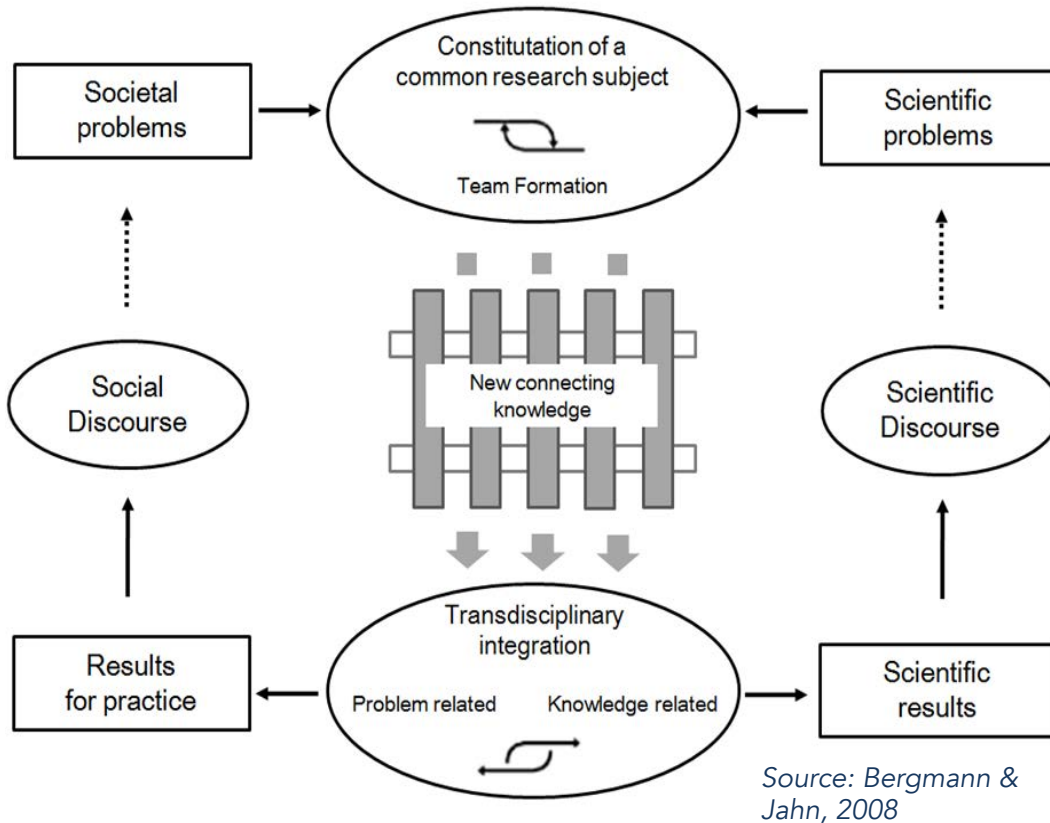 Societal
problems
Constitutation of a
common research subject
Team Formation
Scientific
problems
Social
Discourse
New connecting
knowledge
Scientific
Discourse
Results
for practice
Transdisciplinary
integration
Problem related
Knowledge related
Scientific
results
Source: Bergmann &
Jahn, 2008